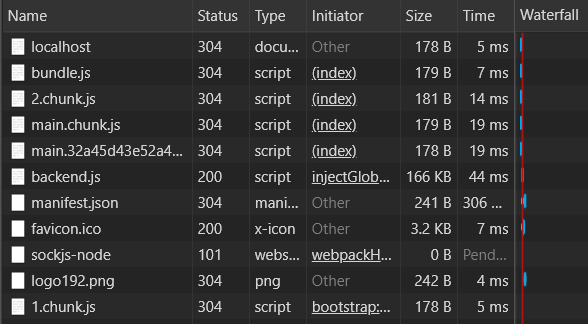 Name Status Type Initiator Size Time Waterfall
localhost 304 docu... Other 178 B 5 ms
bundle.js 304 script (index) 179 B 7 ms
2.chunk.js 304 script (index) 181 B 14 ms
main.chunk.js 304 script (index) 179 B 19 ms
main.32a45d43e52a4... 304 script (index) 178 B 19 ms
backend.js 200 script injectGlob... 166 KB 44 ms
manifest.json 304 mani... Other 241 B 306 ...
favicon.ico 200 x-icon Other 3.2 KB 7 ms
sockjs-node 101 webs... webpackH... 0 B Pend...
logo192.png 304 png Other 242 B 4 ms
1.chunk.js 304 script bootstrap: 178 B 5 ms